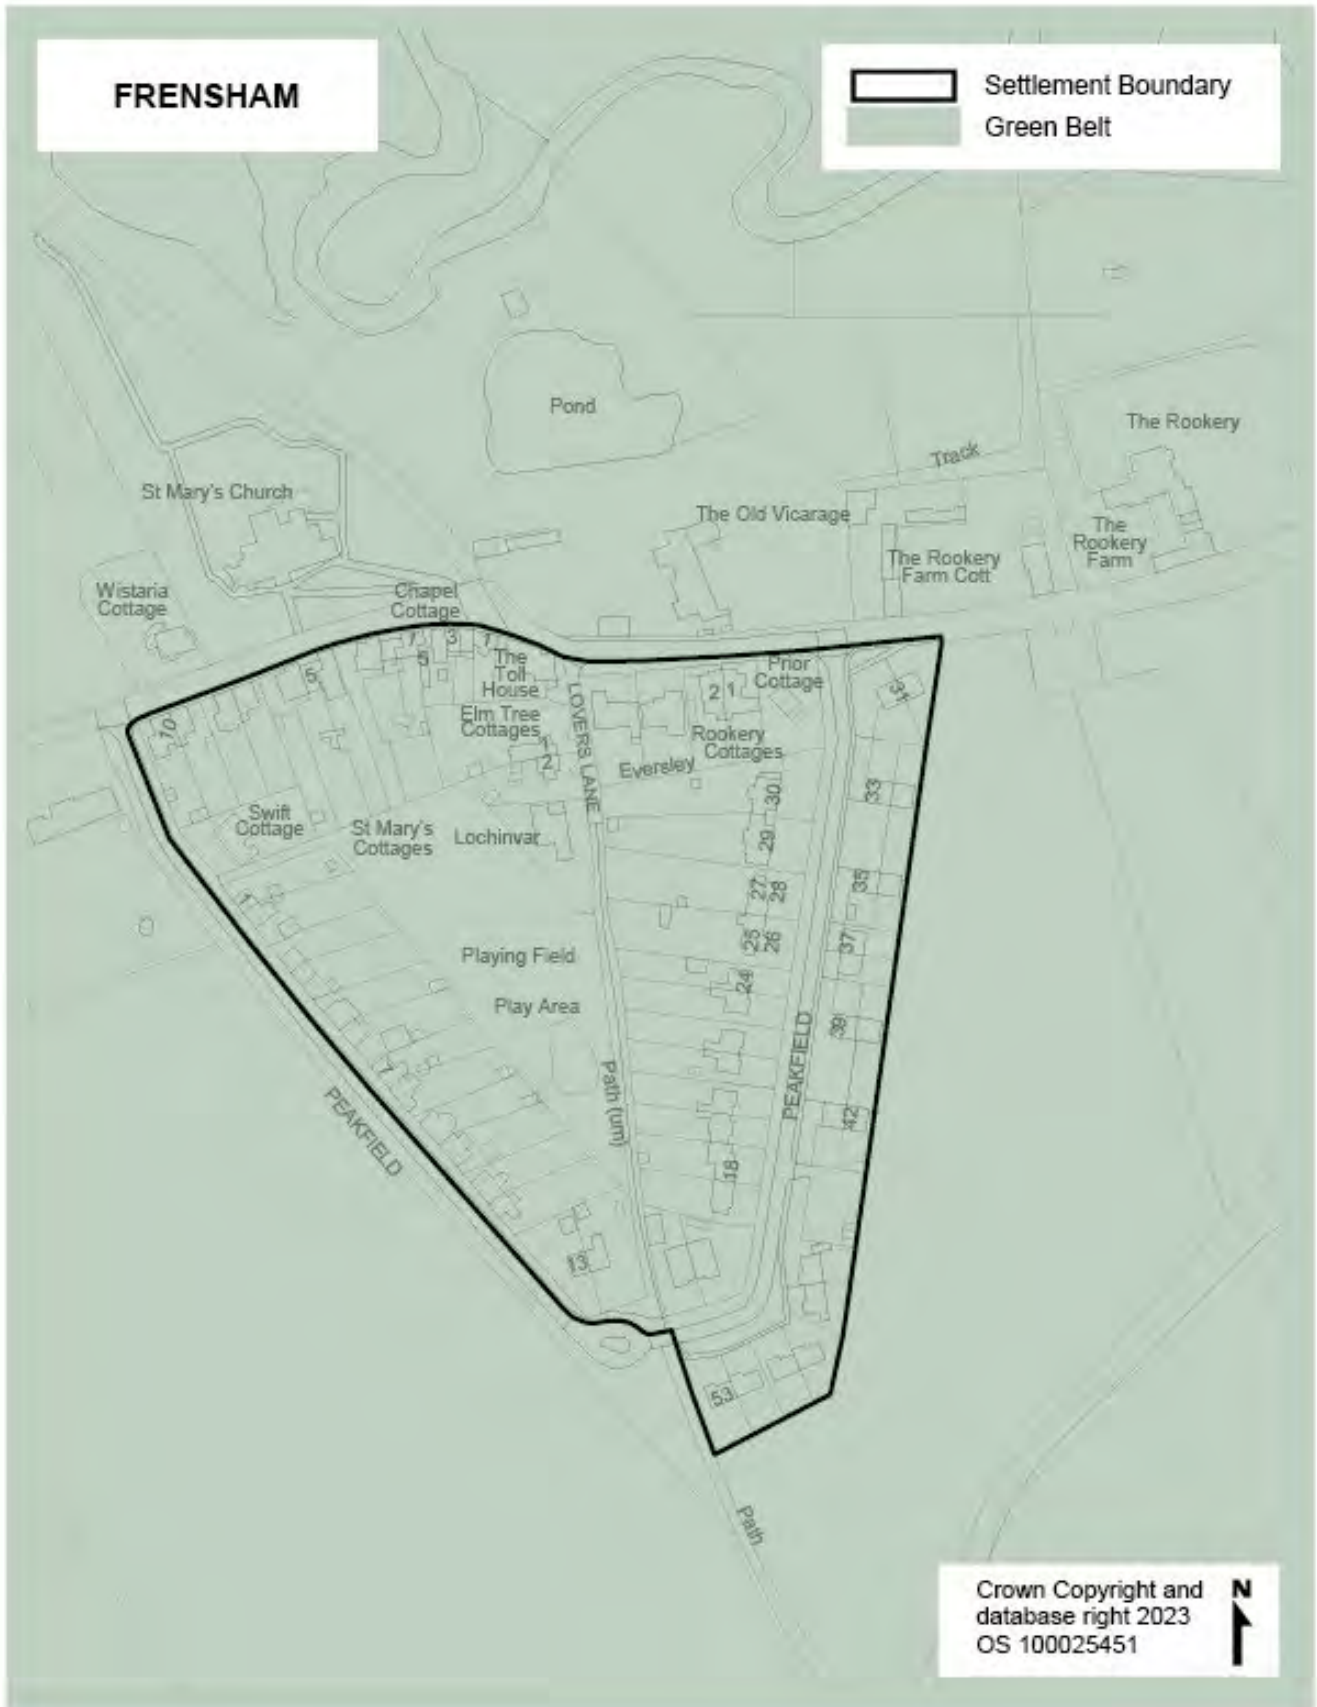 FRENSHAM
Settlement Boundary
Green Belt
Pond
The Rookery
Track
St Mary's Church
The Old Vicarage
The
Rookery
Farm
The Rookery
Farm Cott
Wistaria
Cottage
Chapel
Cottage
7
3
1
5
5
The
Toll
House
Prior
Cottage
31
2 1
10
LOVERS LANE
Elm Tree
Cottages
1
2
Rookery
Cottages
Eversley
30
33
Swift
Cottage
St Mary's
Cottages
Lochinvar
29
27
28
35
1
25
26
37
Playing Field
24
Play Area
39
PEAKFIELD
7
Path (um)
42
PEAKFIELD
18
13
53
Path
Crown Copyright and
database right 2023
OS 100025451
N